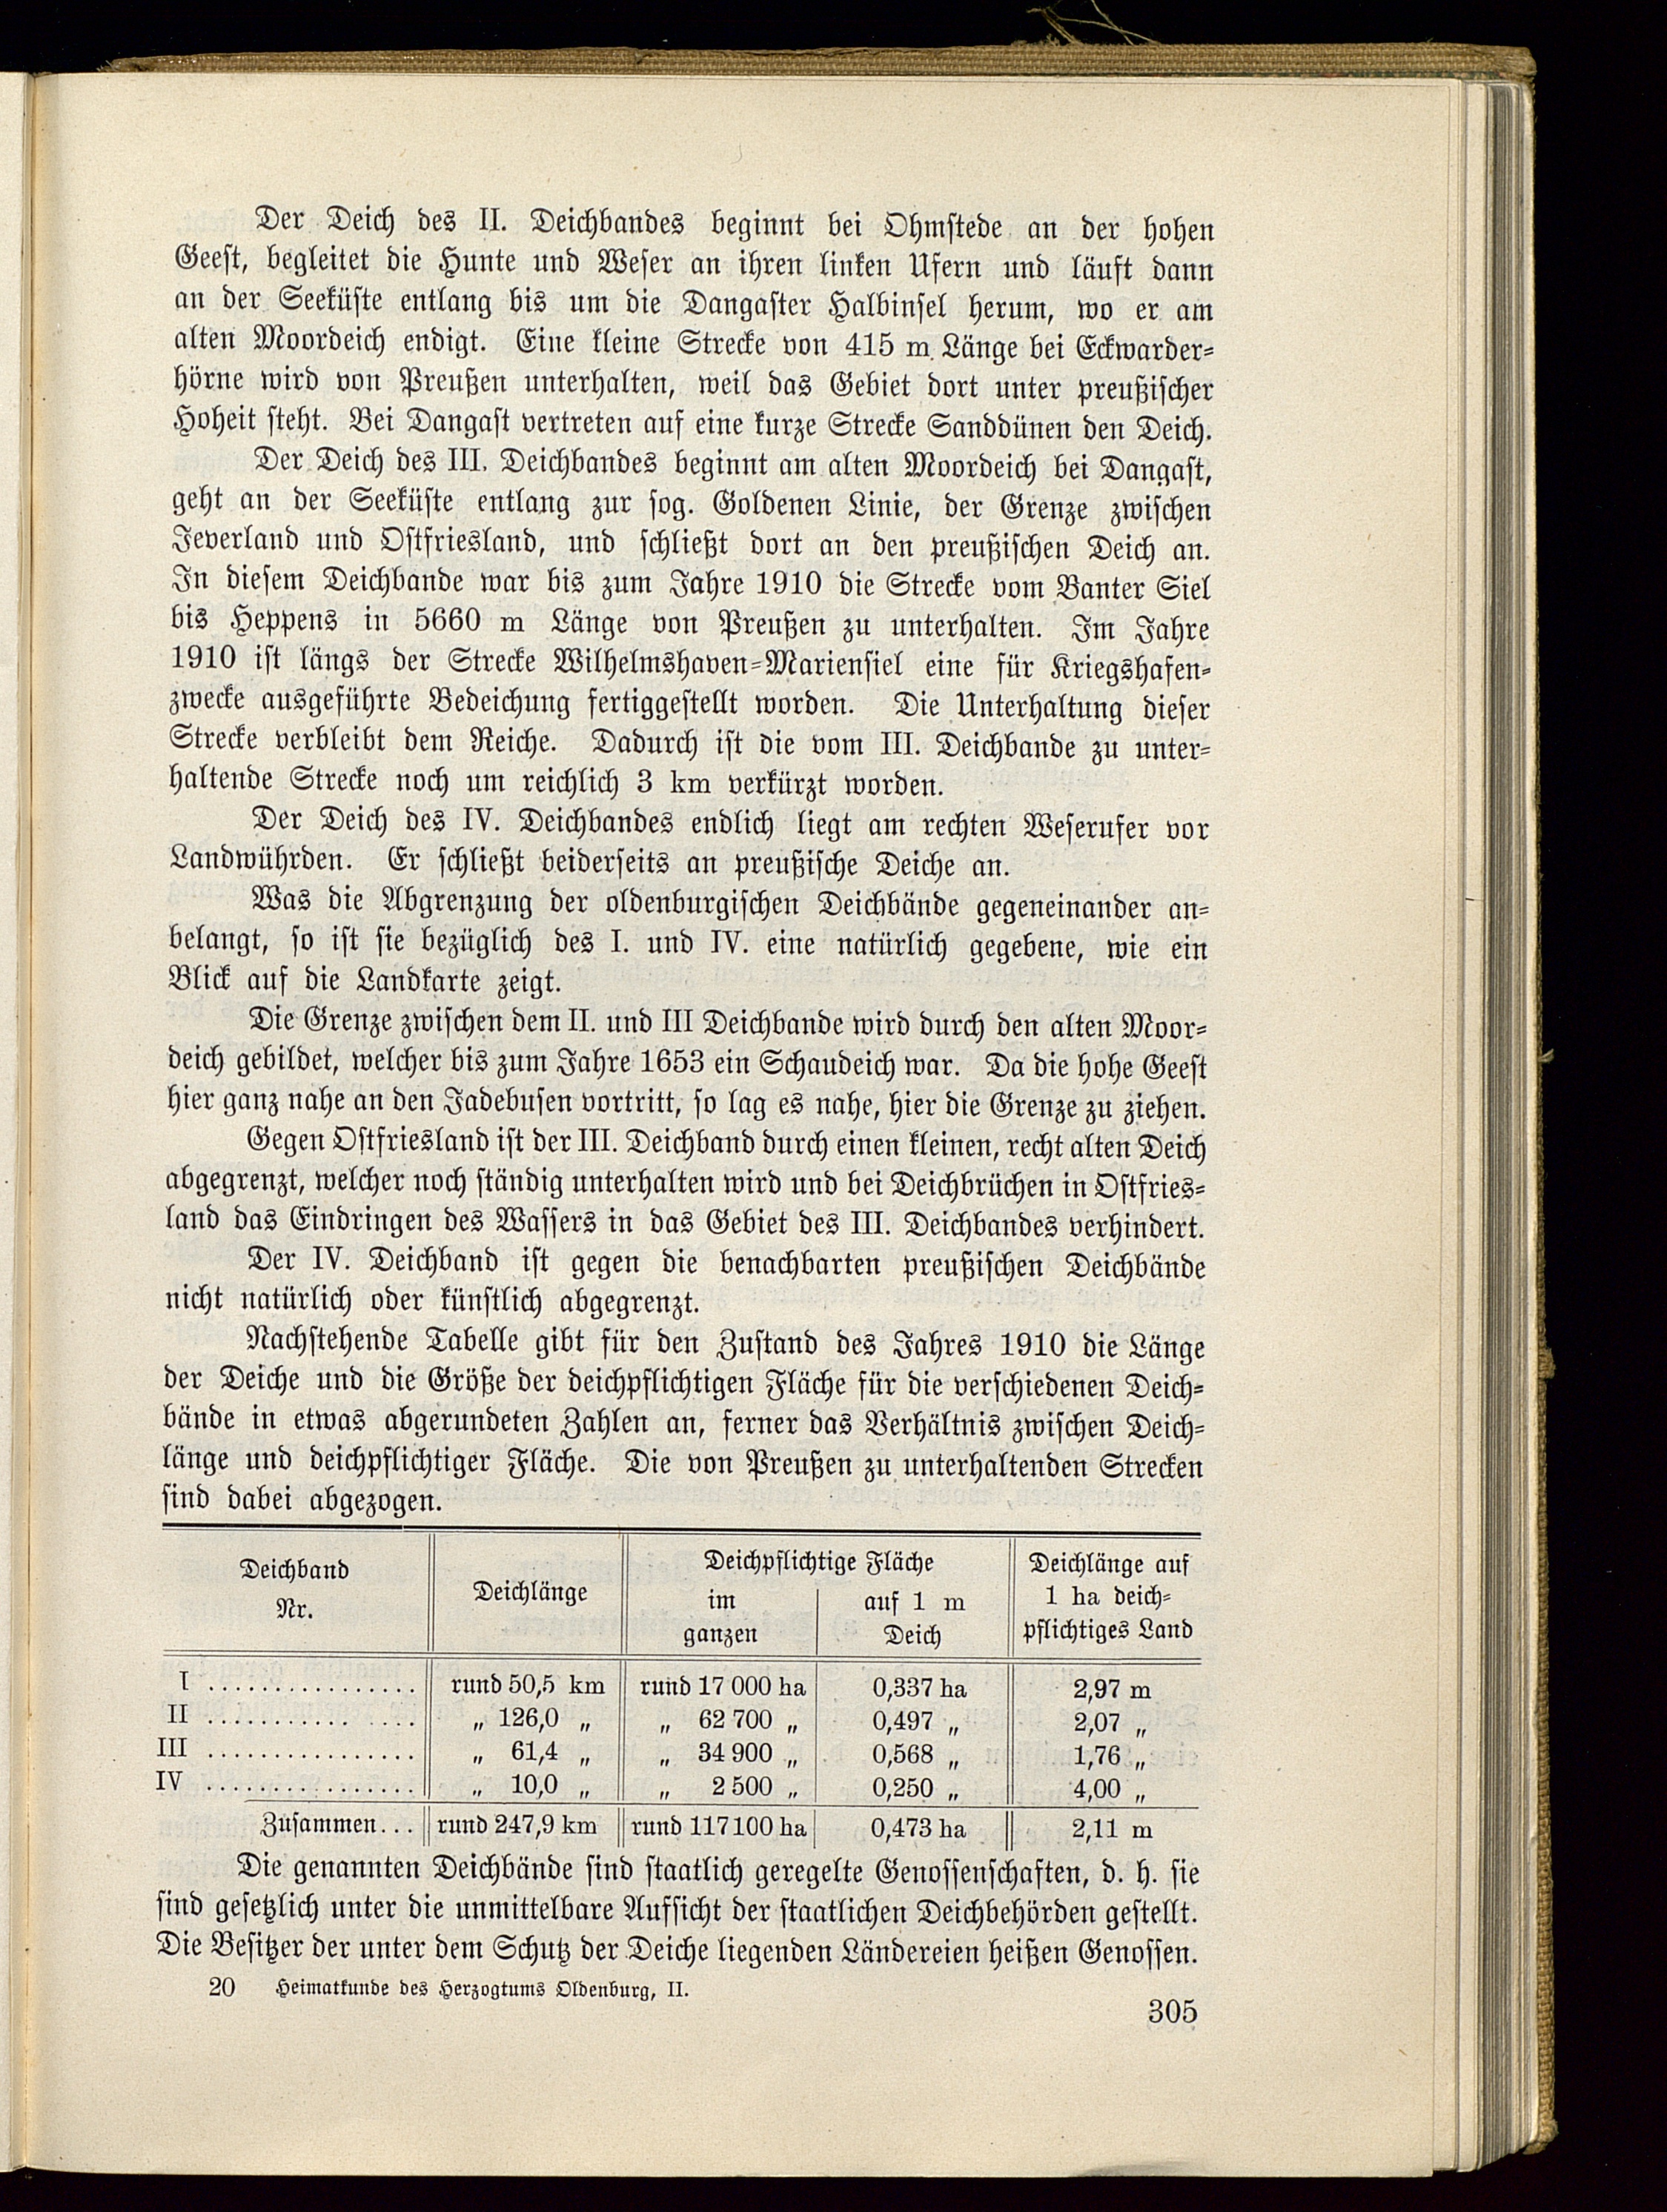 Der Deich des II. Deichbandes beginnt bei Ohmstede an der hohen
Geest, begleitet die Hunte und Weser an ihren linken Ufern und läuft dann
an der Seeküste entlang bis um die Dangaster Halbinsel herum, wo er am
alten Moordeich endigt. Eine kleine Strecke von 415 m Länge bei Eckwarder-
hörne wird von Preußen unterhalten, weil das Gebiet dort unter preußischer
Hoheit steht. Bei Dangast vertreten auf eine kurze Strecke Sanddünen den Deich.
Der Deich des III. Deichbandes beginnt am alten Moordeich bei Dangast,
geht an der Seeküste entlang zur sog. Goldenen Linie, der Grenze zwischen
Jeverland und Ostfriesland, und schließt dort an den preußischen Deich an.
In diesem Deichbande war bis zum Jahre 1910 die Strecke vom Banter Siel
bis Heppens in 5660 m Länge von Preußen zu unterhalten. Im Jahre
1910 ist längs der Strecke Wilhelmshaven-Mariensiel eine für Kriegshafen-
zwecke ausgeführte Bedeichung fertiggestellt worden. Die Unterhaltung dieser
Strecke verbleibt dem Reiche. Dadurch ist die vom III. Deichbande zu unter-
haltende Strecke noch um reichlich 3 km verkürzt worden.
Der Deich des IV. Deichbandes endlich liegt am rechten Weserufer vor
Landwührden. Er schließt beiderseits an preußische Deiche an.
Was die Abgrenzung der oldenburgischen Deichbände gegeneinander an-
belangt, so ist sie bezüglich des I. und IV. eine natürlich gegebene, wie ein
Blick auf die Landkarte zeigt.
Die Grenze zwischen dem II. und III Deichbande wird durch den alten Moor-
deich gebildet, welcher bis zum Jahre 1653 ein Schaudeich war. Da die hohe Geest
hier ganz nahe an den Jadebusen vortritt, so lag es nahe, hier die Grenze zu ziehen.
Gegen Ostfriesland ist der III. Deichband durch einen kleinen, recht alten Deich
abgegrenzt, welcher noch ständig unterhalten wird und bei Deichbrüchen in Ostfries-
land das Eindringen des Wassers in das Gebiet des III. Deichbandes verhindert.
Der IV. Deichband ist gegen die benachbarten preußischen Deichbände
nicht natürlich oder künstlich abgegrenzt.
Nachstehende Tabelle gibt für den Zustand des Jahres 1910 die Länge
der Deiche und die Größe der deichpflichtigen Fläche für die verschiedenen Deich-
bände in etwas abgerundeten Zahlen an, ferner das Verhältnis zwischen Deich-
länge und deichpflichtiger Fläche. Die von Preußen zu unterhaltenden Strecken
sind dabei abgezogen.
Deichband Nr. Deichlänge Deichpflichtige Fläche Deichlänge auf
im ganzen auf 1 m Deich 1 ha deich-
pflichtiges Land
I ................ rund 50,5 km rund 17 000 ha 0,337 ha 2,97 m
II ........... .... „ 126,0 „ „ 62 700 „ 0,497 „ 2,07 „
III ................ „ 61,4 „ „ 34 900 „ 0,568 „ 1,76 „
IV ................ „ 10,0 „ „ 2 500 „ 0,250 „ 4,00 „
Zusammen... rund 247,9 km rund 117100 ha 0,473 ha 2,11 m
Die genannten Deichbände sind staatlich geregelte Genossenschaften, d. h. sie
sind gesetzlich unter die unmittelbare Aufsicht der staatlichen Deichbehörden gestellt.
Die Besitzer der unter dem Schutz der Deiche liegenden Ländereien heißen Genossen.
20 Heimatkunde des Herzogtums Oldenburg, II.
305